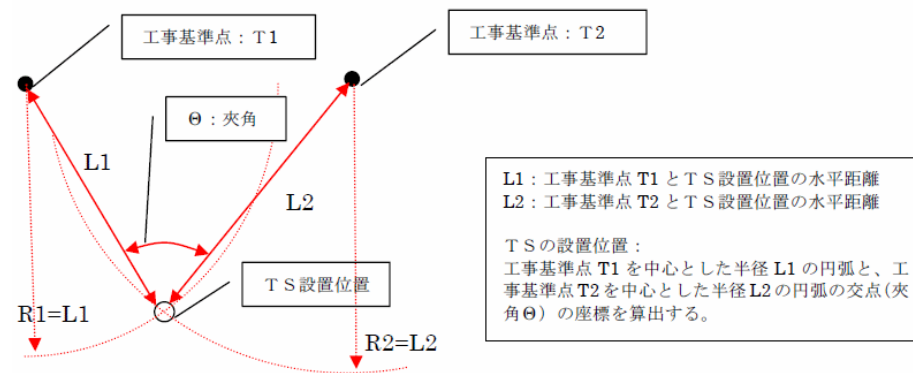 工事基準点：T1
工事基準点：T2
Θ：夾角
L1
L2
TS設置位置
R1=L1
R2=L2
L1：工事基準点 T1 とTS設置位置の水平距離
L2：工事基準点 T2 とTS設置位置の水平距離
TSの設置位置：
工事基準点 T1 を中心とした半径 L1 の円弧と、工
事基準点T2 を中心とした半径L2 の円弧の交点(夾
角Θ）の座標を算出する。